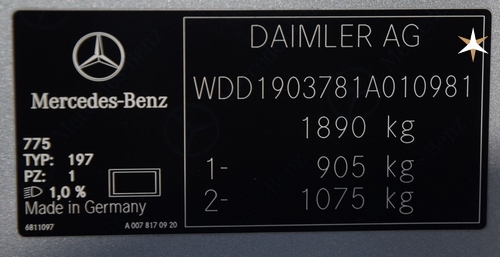 Mercedes-Benz
775
TYP: 197
PZ: 1
1,0 %
Made in Germany
6811097
A 007 817 09 20
DAIMLER AG
WDD1903781A010981
1890 kg
1- 905 kg
2- 1075 kg